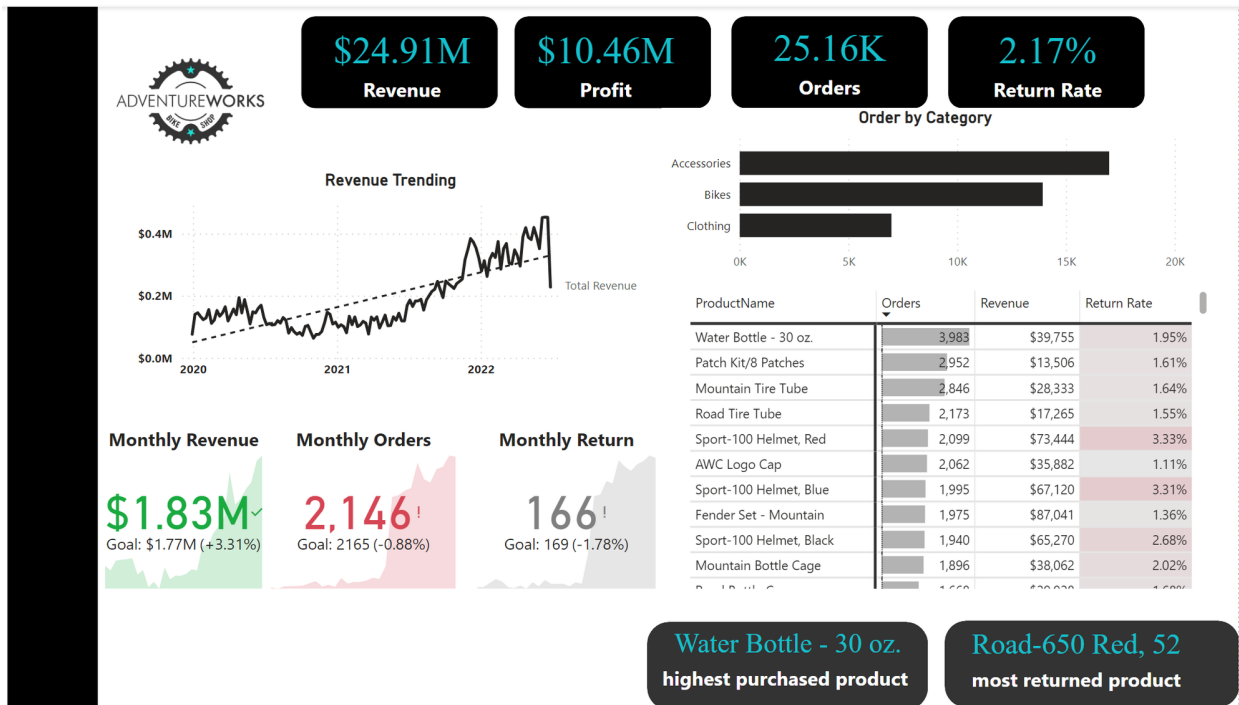 $24.91M
Revenue
$10.46M
Profit
25.16K
Orders
2.17%
Return Rate
ADVENTUREWORKS
BIKE SHOP
Revenue Trending
$0.4M
$0.2M
$0.0M
2020 2021 2022
Total Revenue
Order by Category
Accessories
Bikes
Clothing
0K 5K 10K 15K 20K
ProductName Orders Revenue Return Rate
Water Bottle - 30 oz. 3,983 $39,755 1.95%
Patch Kit/8 Patches 2,952 $13,506 1.61%
Mountain Tire Tube 2,846 $28,333 1.64%
Road Tire Tube 2,173 $17,265 1.55%
Sport-100 Helmet, Red 2,099 $73,444 3.33%
AWC Logo Cap 2,062 $35,882 1.11%
Sport-100 Helmet, Blue 1,995 $67,120 3.31%
Fender Set - Mountain 1,975 $87,041 1.36%
Sport-100 Helmet, Black 1,940 $65,270 2.68%
Mountain Bottle Cage 1,896 $38,062 2.02%
Monthly Revenue
$1.83M
Goal: $1.77M (+3.31%)
Monthly Orders
2,146!
Goal: 2165 (-0.88%)
Monthly Return
166!
Goal: 169 (-1.78%)
Water Bottle - 30 oz.
highest purchased product
Road-650 Red, 52
most returned product